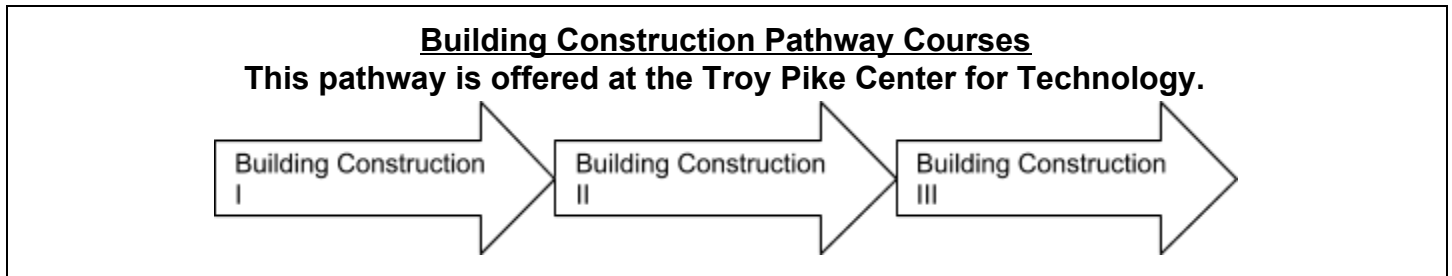 Building Construction Pathway Courses
This pathway is offered at the Troy Pike Center for Technology.
Building Construction
I
Building Construction
II
Building Construction
III